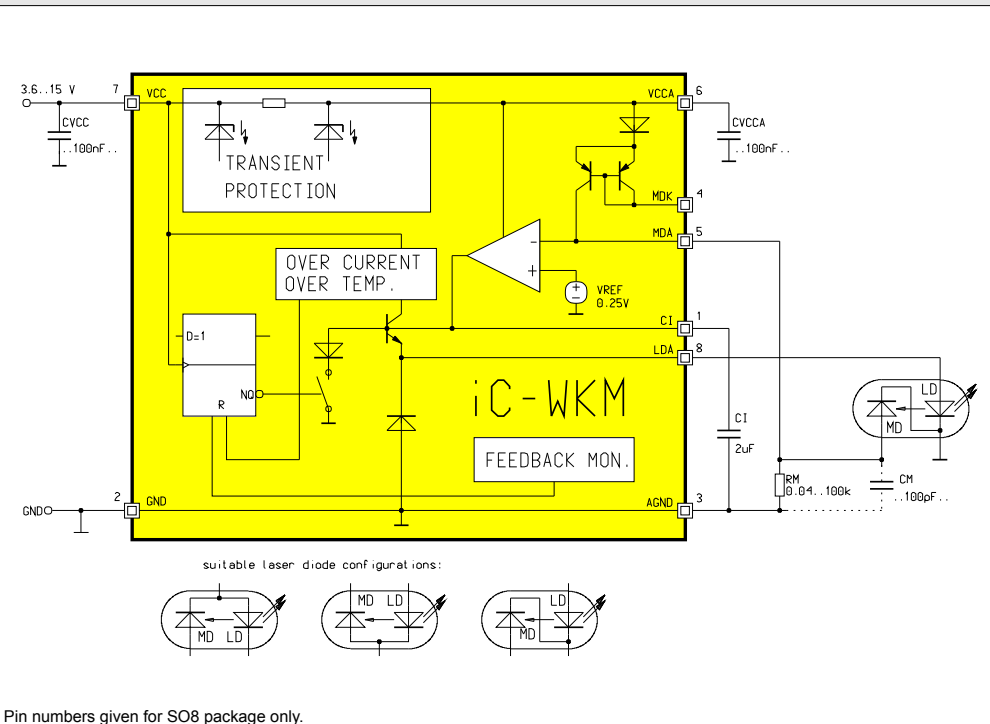 3.6..15 V
7
VCC
CVCC
..100nF..
TRANSIENT
PROTECTION
VCCA
6
CVCCA
..100nF..
MDK
4
MDA
5
OVER CURRENT
OVER TEMP.
-
+
+
-
VREF
0.25V
D=1
NQ
R
CI
1
LDA
8
iC-WKM
LD
MD
CI
2uF
FEEDBACK MON.
RM
0.04..100k
CM
..100pF..
GND
2
GND
AGND
3
suitable laser diode configurations:
MD LD
MD LD
LD
MD
Pin numbers given for SO8 package only.